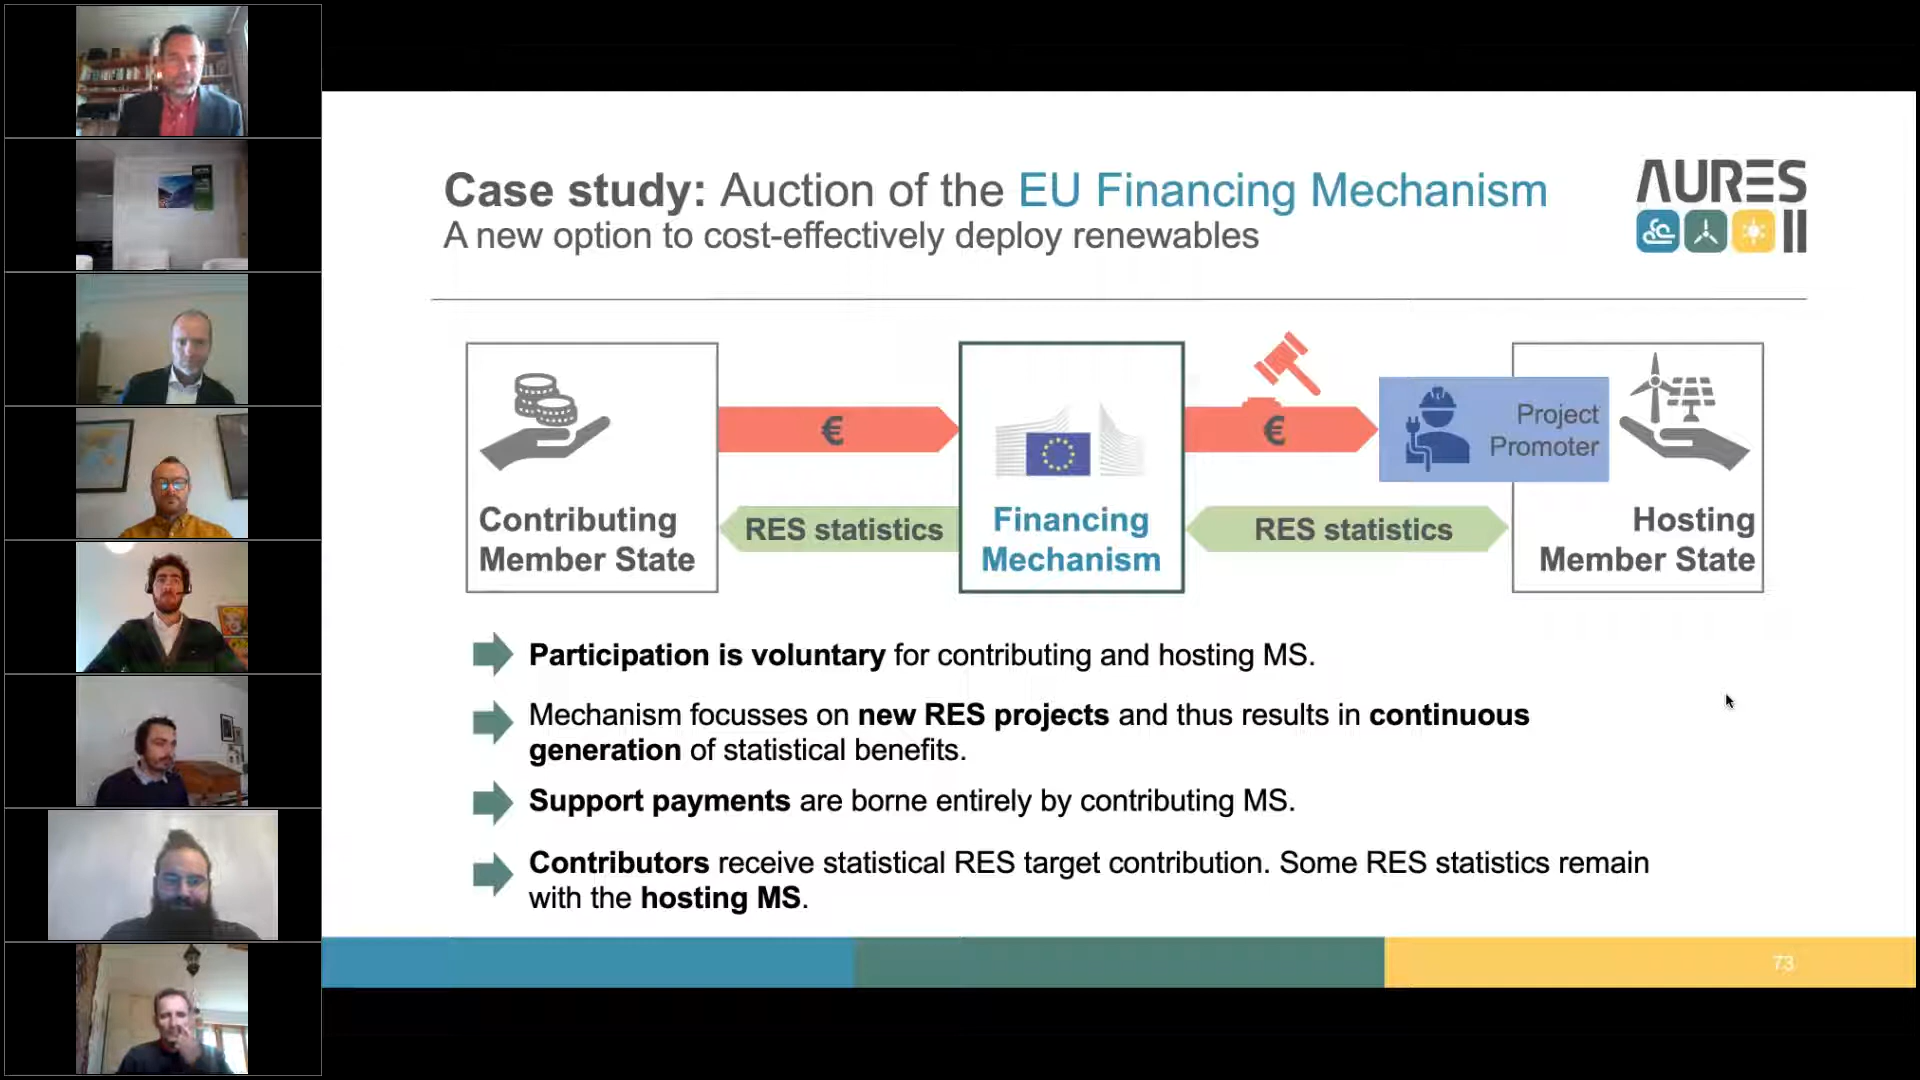 Case study: Auction of the EU Financing Mechanism
A new option to cost-effectively deploy renewables
AURES
II
€
€
Project
Promoter
Contributing
Member State
RES statistics
Financing
Mechanism
RES statistics
Hosting
Member State
Participation is voluntary for contributing and hosting MS.
Mechanism focusses on new RES projects and thus results in continuous
generation of statistical benefits.
Support payments are borne entirely by contributing MS.
Contributors receive statistical RES target contribution. Some RES statistics remain
with the hosting MS.
73